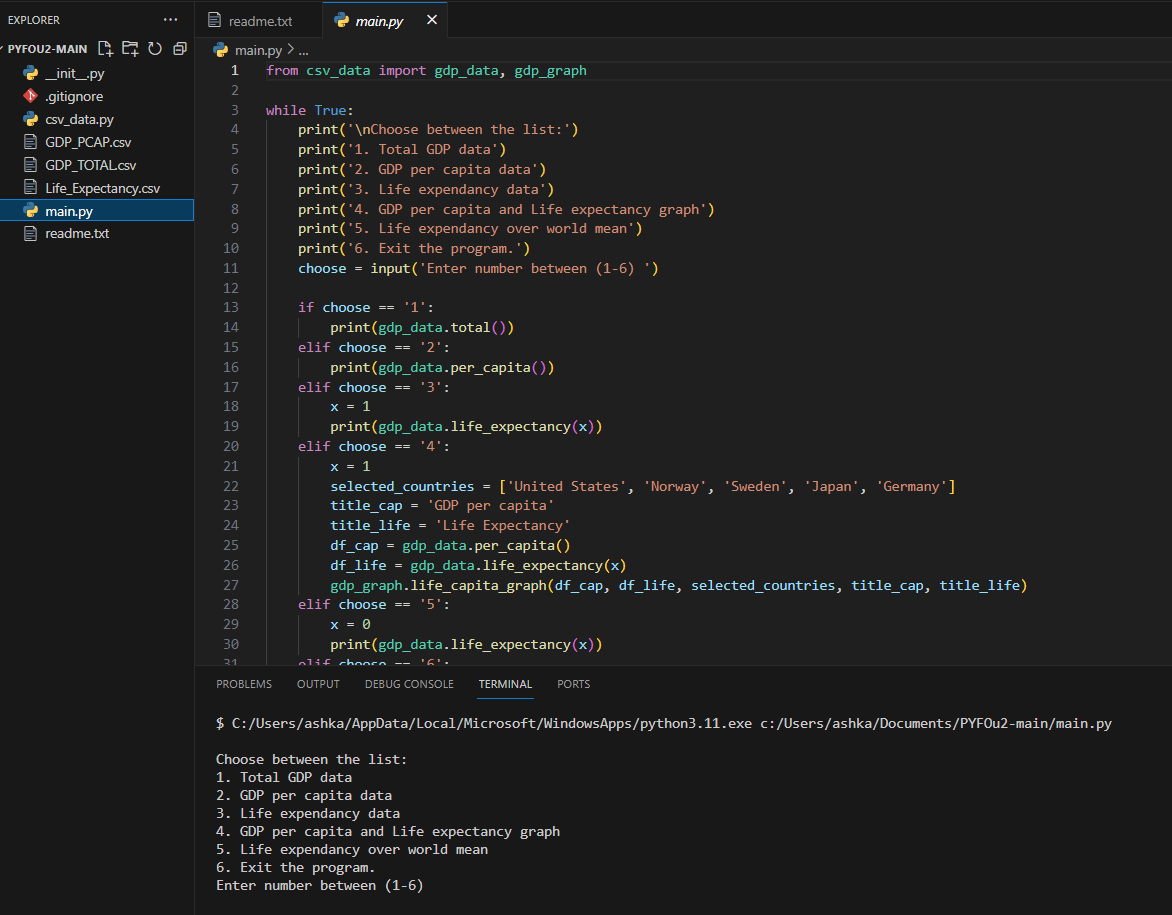 EXPLORER ...
PYFOU2-MAIN
__init__.py
.gitignore
csv_data.py
GDP_PCAP.csv
GDP_TOTAL.csv
Life_Expectancy.csv
main.py
readme.txt
readme.txt main.py
main.py > ...
1 from csv_data import gdp_data, gdp_graph
2
3 while True:
4     print('\nChoose between the list:')
5     print('1. Total GDP data')
6     print('2. GDP per capita data')
7     print('3. Life expendancy data')
8     print('4. GDP per capita and Life expectancy graph')
9     print('5. Life expendancy over world mean')
10     print('6. Exit the program.')
11     choose = input('Enter number between (1-6) ')
12
13     if choose == '1':
14         print(gdp_data.total())
15     elif choose == '2':
16         print(gdp_data.per_capita())
17     elif choose == '3':
18         x = 1
19         print(gdp_data.life_expectancy(x))
20     elif choose == '4':
21         x = 1
22         selected_countries = ['United States', 'Norway', 'Sweden', 'Japan', 'Germany']
23         title_cap = 'GDP per capita'
24         title_life = 'Life Expectancy'
25         df_cap = gdp_data.per_capita()
26         df_life = gdp_data.life_expectancy(x)
27         gdp_graph.life_capita_graph(df_cap, df_life, selected_countries, title_cap, title_life)
28     elif choose == '5':
29         x = 0
30         print(gdp_data.life_expectancy(x))
31     elif choose == '6':
PROBLEMS OUTPUT DEBUG CONSOLE TERMINAL PORTS
$ C:/Users/ashka/AppData/Local/Microsoft/WindowsApps/python3.11.exe c:/Users/ashka/Documents/PYFOu2-main/main.py
Choose between the list:
1. Total GDP data
2. GDP per capita data
3. Life expendancy data
4. GDP per capita and Life expectancy graph
5. Life expendancy over world mean
6. Exit the program.
Enter number between (1-6)